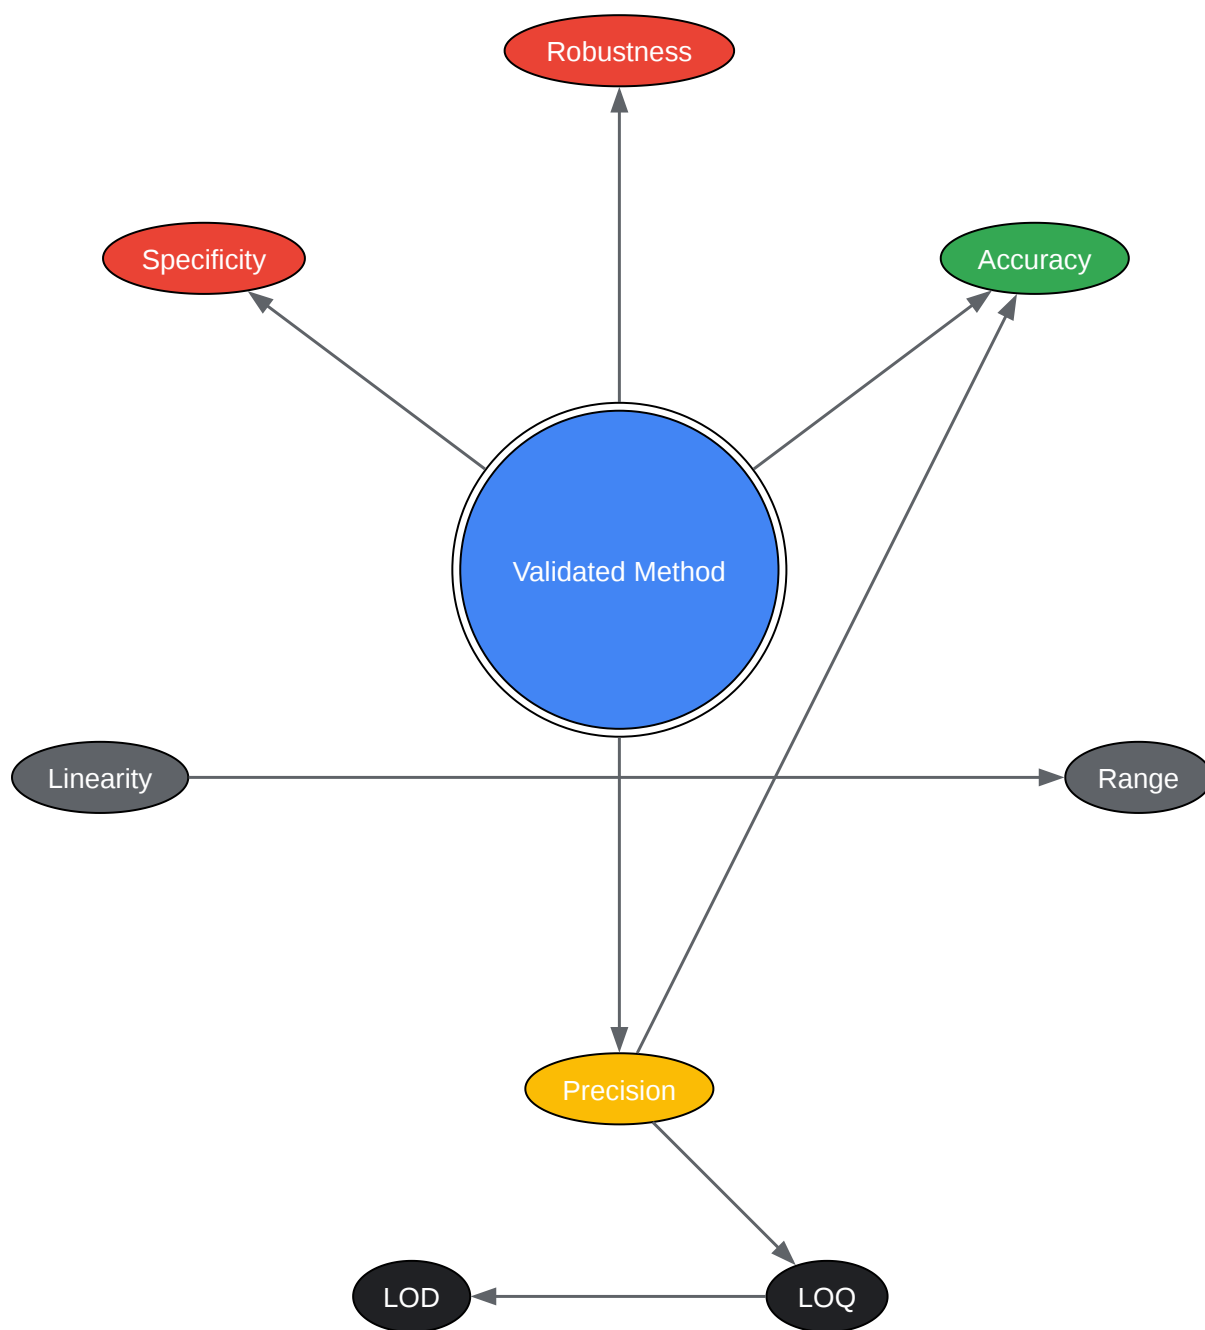 Robustness
Specificity
Accuracy
Validated Method
Linearity
Range
Precision
LOD
LOQ